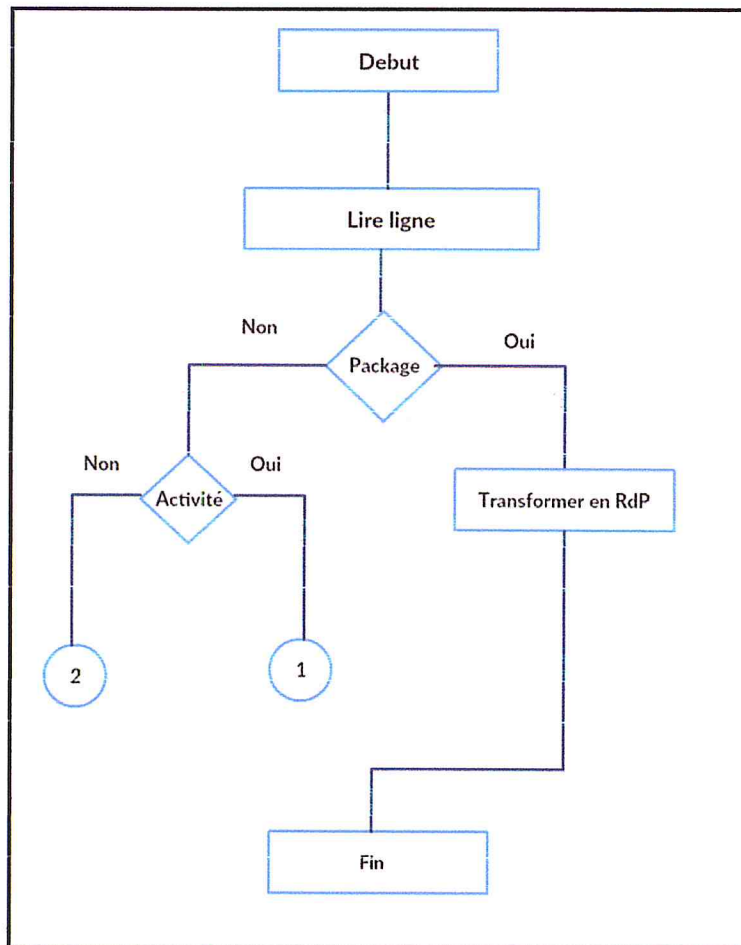 Debut
Lire ligne
Non
Oui
Package
Non
Oui
Activité
Transformer en RdP
2
1
Fin